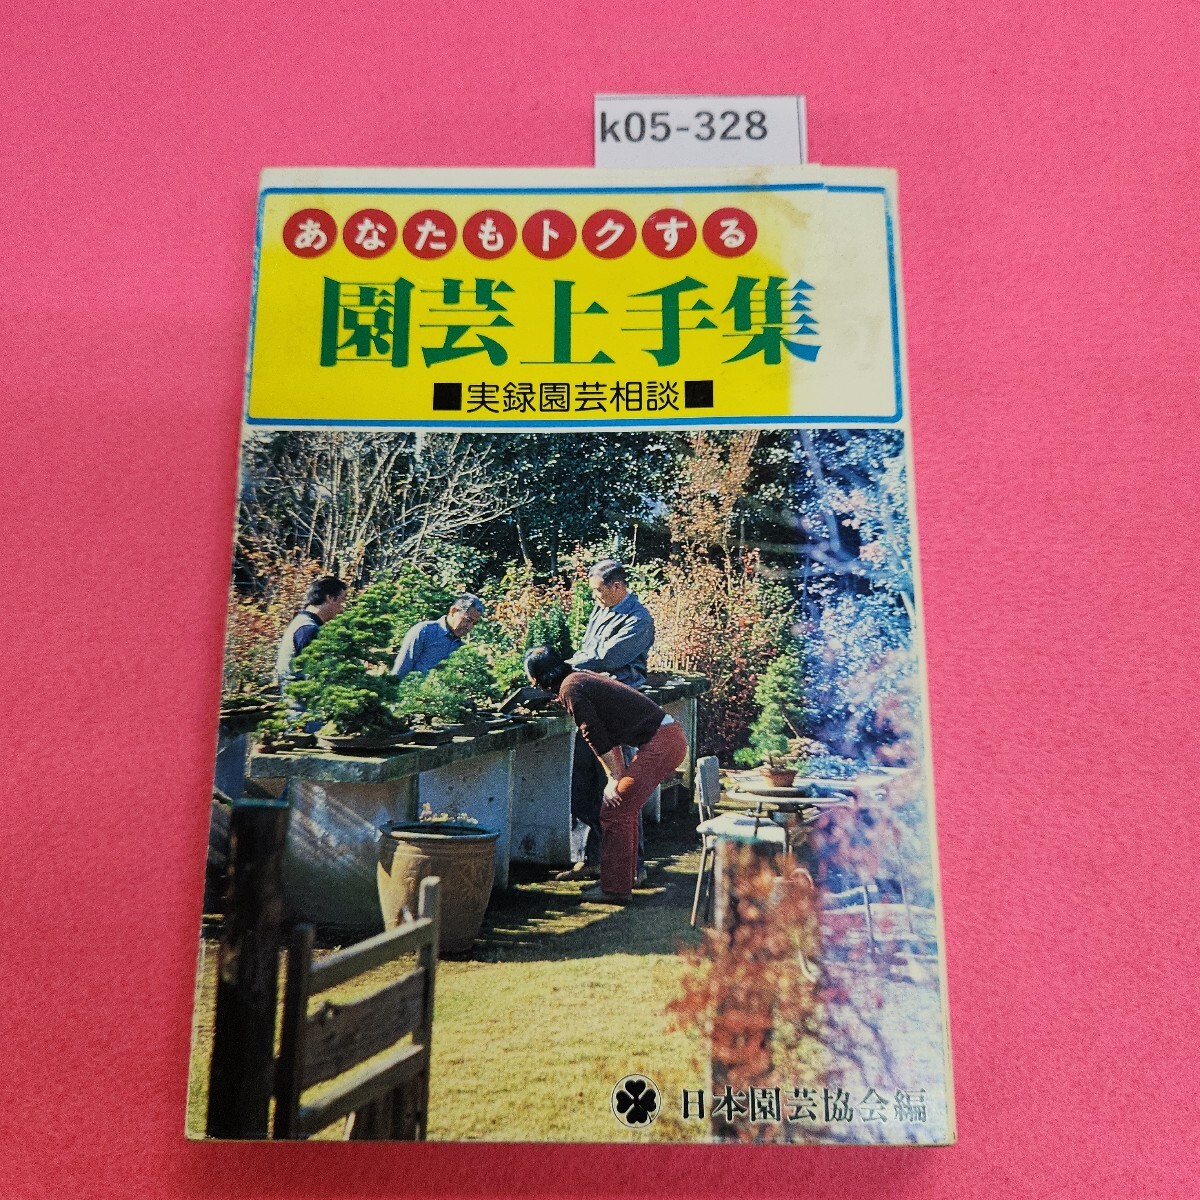 k05-328
あなたもトクする
園芸上手集
■実録園芸相談■
日本園芸協会編